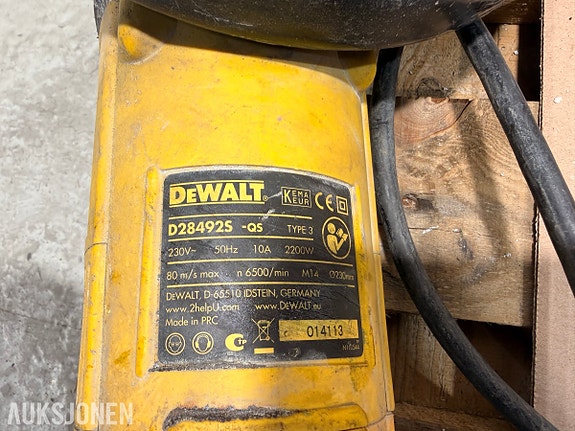 DEWALT®
KEMA KEUR CE
D28492S -QS TYPE 3
230V~ 50Hz 10A 2200W
80 m/s max n 6500/min M14 Ø230mm
DeWALT, D-65510 IDSTEIN, GERMANY
www.2helpU.com www.DeWALT.eu
Made in PRC
014113
AUKSJONEN